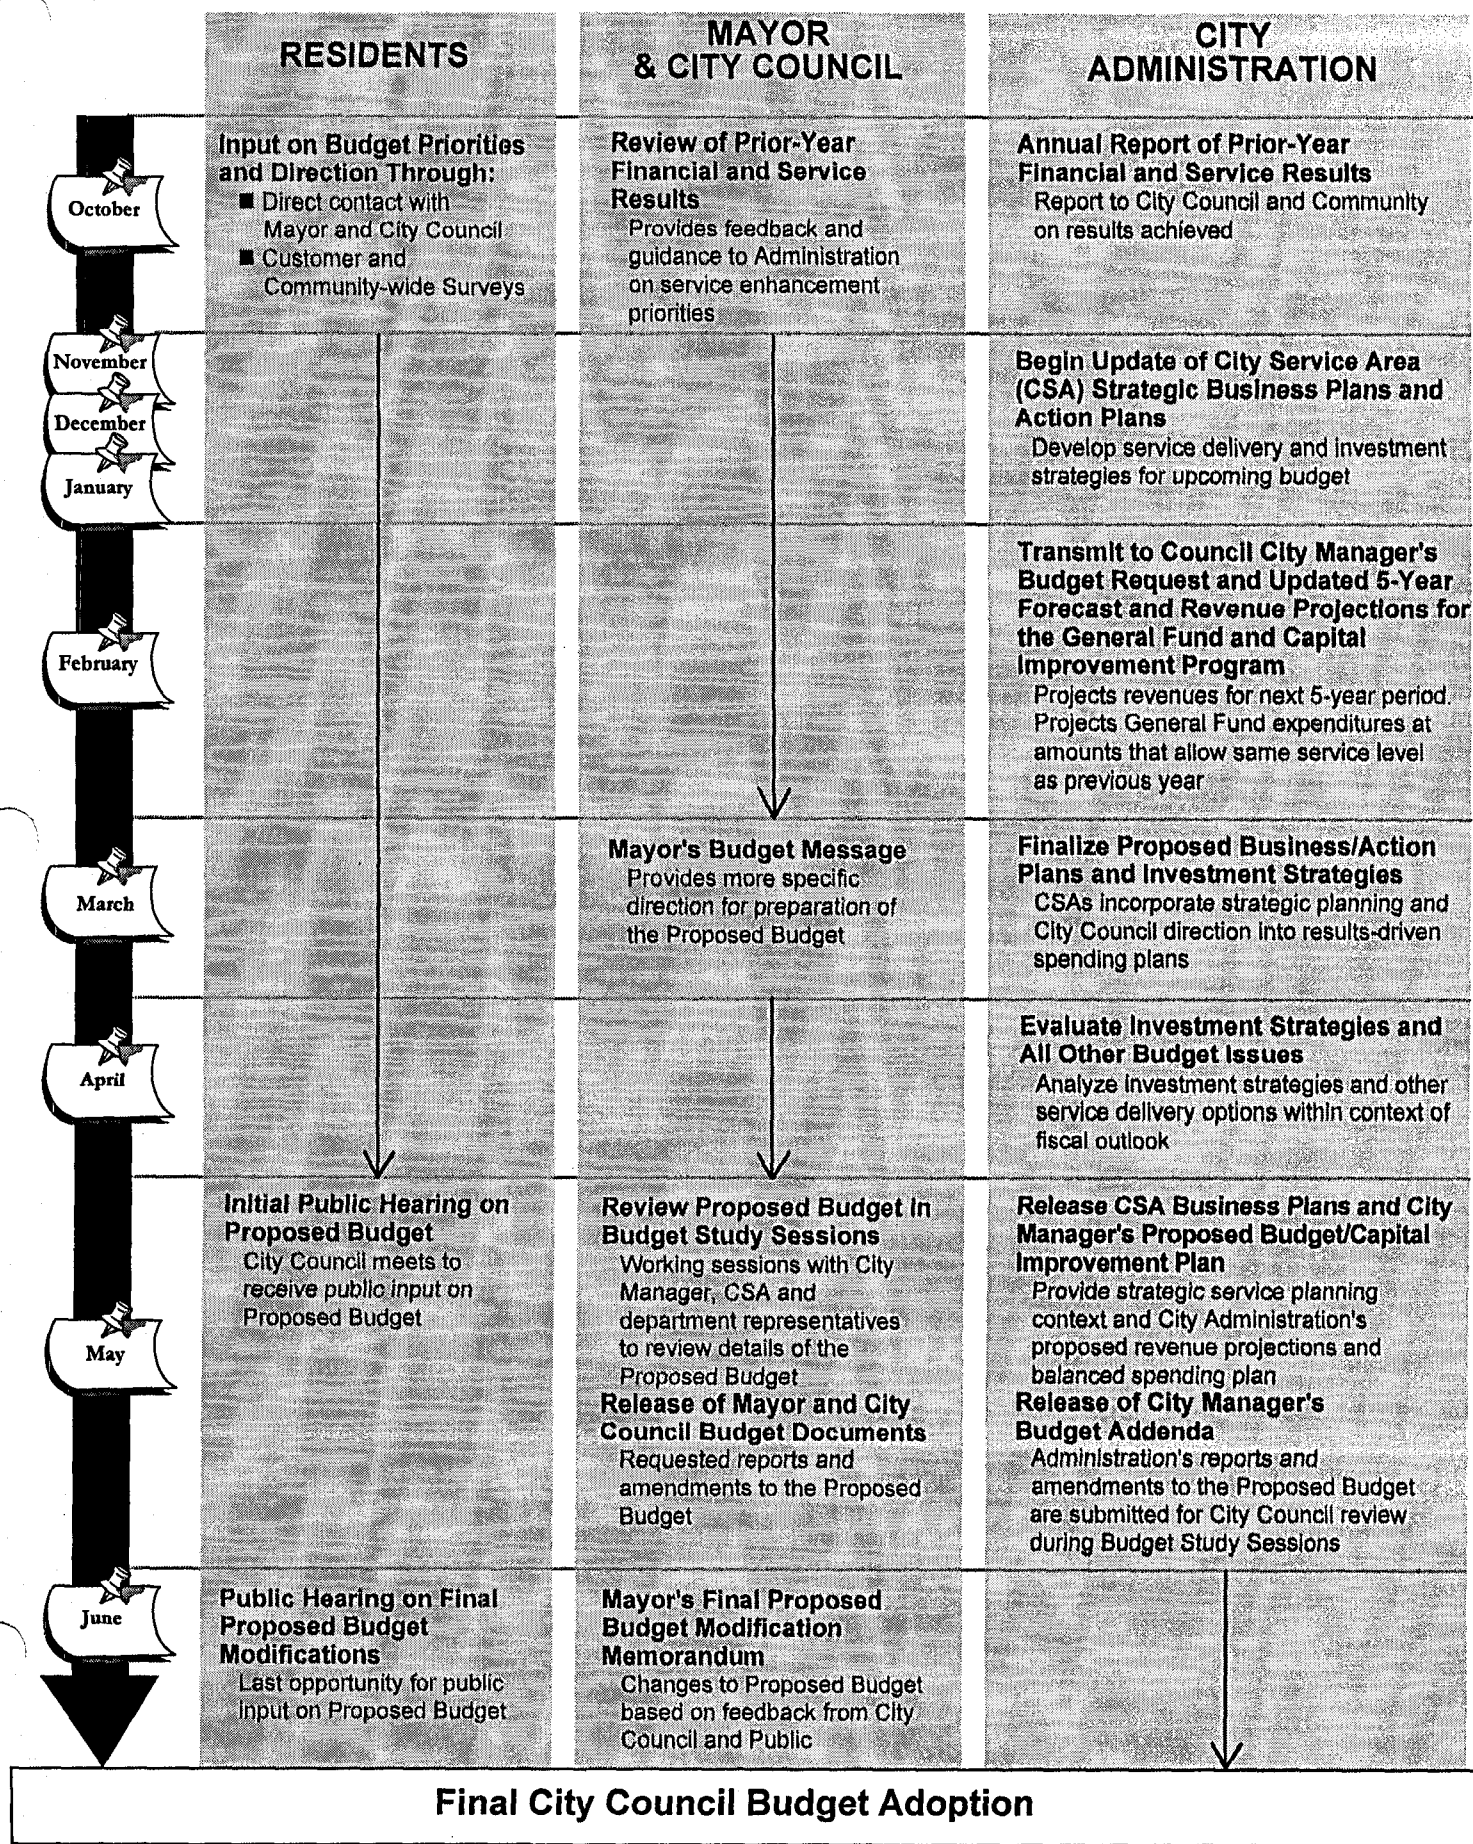 RESIDENTS
MAYOR
& CITY COUNCIL
CITY
ADMINISTRATION
October
Input on Budget Priorities
and Direction Through:
■ Direct contact with
Mayor and City Council
■ Customer and
Community-wide Surveys
Review of Prior-Year
Financial and Service
Results
Provides feedback and
guidance to Administration
on service enhancement
priorities
Annual Report of Prior-Year
Financial and Service Results
Report to City Council and Community
on results achieved
November
December
January
Begin Update of City Service Area
(CSA) Strategic Business Plans and
Action Plans
Develop service delivery and investment
strategies for upcoming budget
February
Transmit to Council City Manager's
Budget Request and Updated 5-Year
Forecast and Revenue Projections for
the General Fund and Capital
Improvement Program
Projects revenues for next 5-year period.
Projects General Fund expenditures at
amounts that allow same service level
as previous year
March
Mayor's Budget Message
Provides more specific
direction for preparation of
the Proposed Budget
Finalize Proposed Business/Action
Plans and Investment Strategies
CSAs incorporate strategic planning and
City Council direction into results-driven
spending plans
April
Evaluate Investment Strategies and
All Other Budget Issues
Analyze investment strategies and other
service delivery options within context of
fiscal outlook
May
Initial Public Hearing on
Proposed Budget
City Council meets to
receive public input on
Proposed Budget
Review Proposed Budget in
Budget Study Sessions
Working sessions with City
Manager, CSA and
department representatives
to review details of the
Proposed Budget
Release of Mayor and City
Council Budget Documents
Requested reports and
amendments to the Proposed
Budget
Release CSA Business Plans and City
Manager's Proposed Budget/Capital
Improvement Plan
Provide strategic service planning
context and City Administration's
proposed revenue projections and
balanced spending plan
Release of City Manager's
Budget Addenda
Administration's reports and
amendments to the Proposed Budget
are submitted for City Council review
during Budget Study Sessions
June
Public Hearing on Final
Proposed Budget
Modifications
Last opportunity for public
input on Proposed Budget
Mayor's Final Proposed
Budget Modification
Memorandum
Changes to Proposed Budget
based on feedback from City
Council and Public
Final City Council Budget Adoption